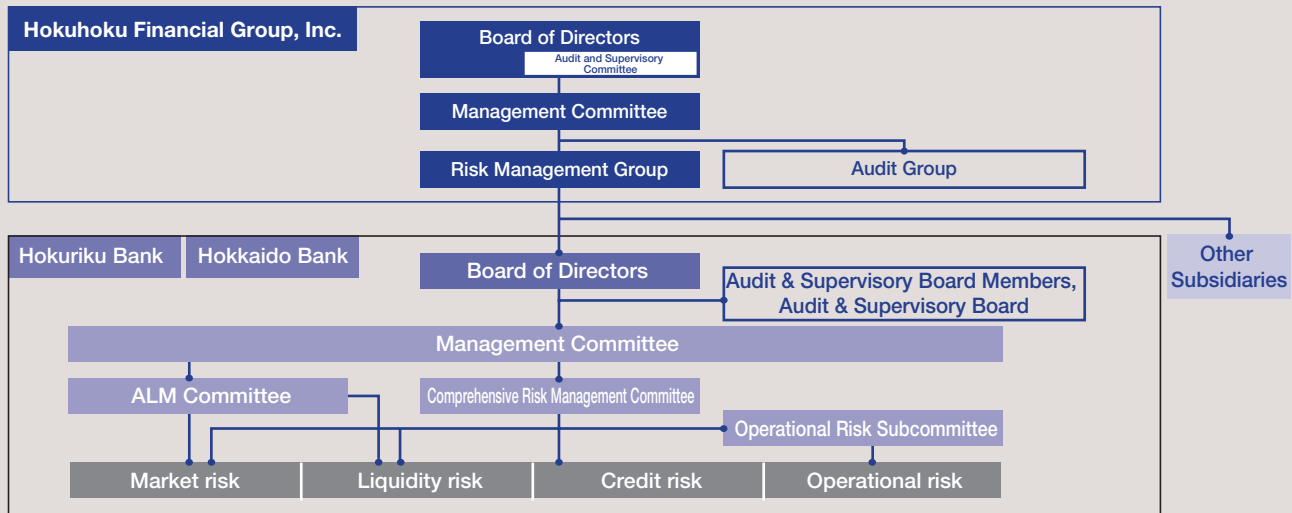 Hokuhoku Financial Group, Inc.
Board of Directors
Audit and Supervisory
Committee
Management Committee
Risk Management Group
Audit Group
Other
Subsidiaries
Hokuriku Bank
Hokkaido Bank
Board of Directors
Audit & Supervisory Board Members,
Audit & Supervisory Board
Management Committee
ALM Committee
Comprehensive Risk Management Committee
Operational Risk Subcommittee
Market risk
Liquidity risk
Credit risk
Operational risk